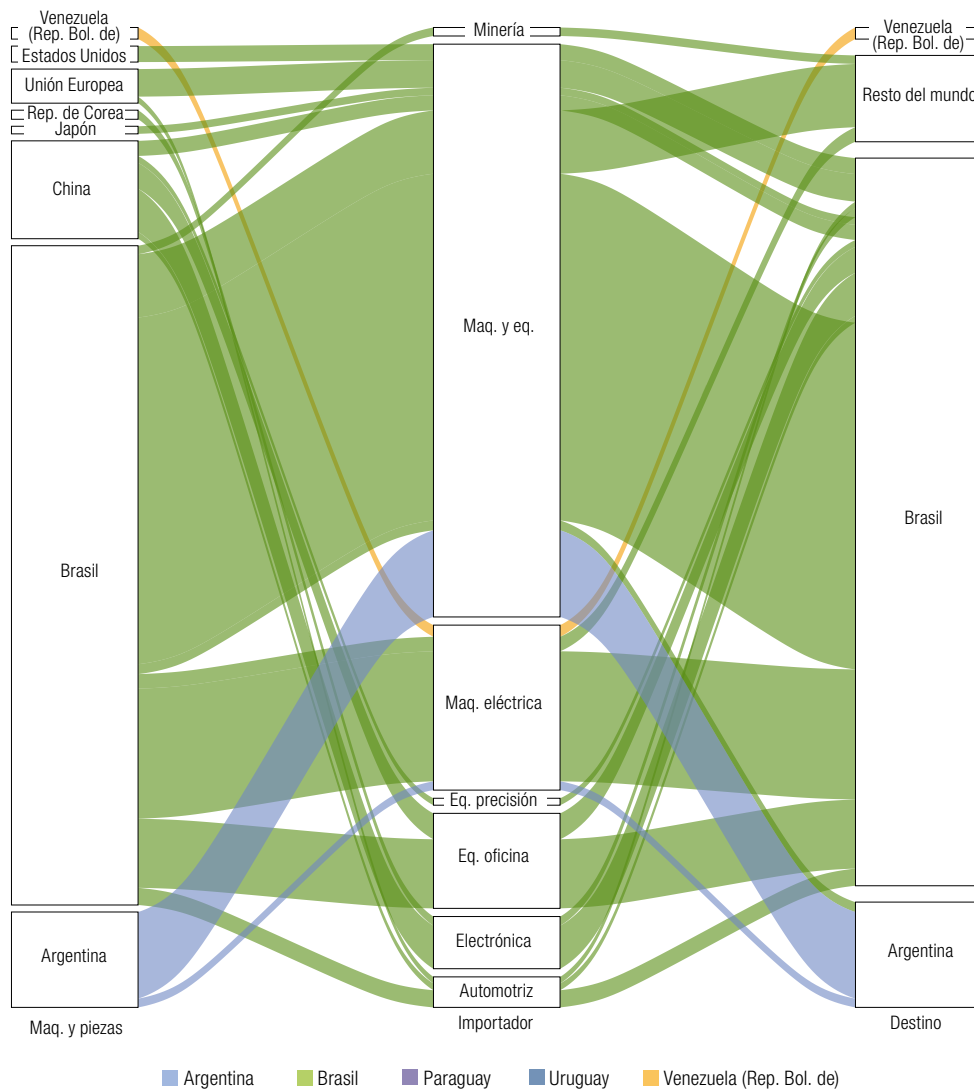 Venezuela
(Rep. Bol. de)
Estados Unidos
Unión Europea
Rep. de Corea
Japón
China
Brasil
Argentina
Maq. y piezas
Minería
Maq. y eq.
Maq. eléctrica
Eq. precisión
Eq. oficina
Electrónica
Automotriz
Importador
Venezuela
(Rep. Bol. de)
Resto del mundo
Brasil
Argentina
Destino
Argentina
Brasil
Paraguay
Uruguay
Venezuela (Rep. Bol. de)